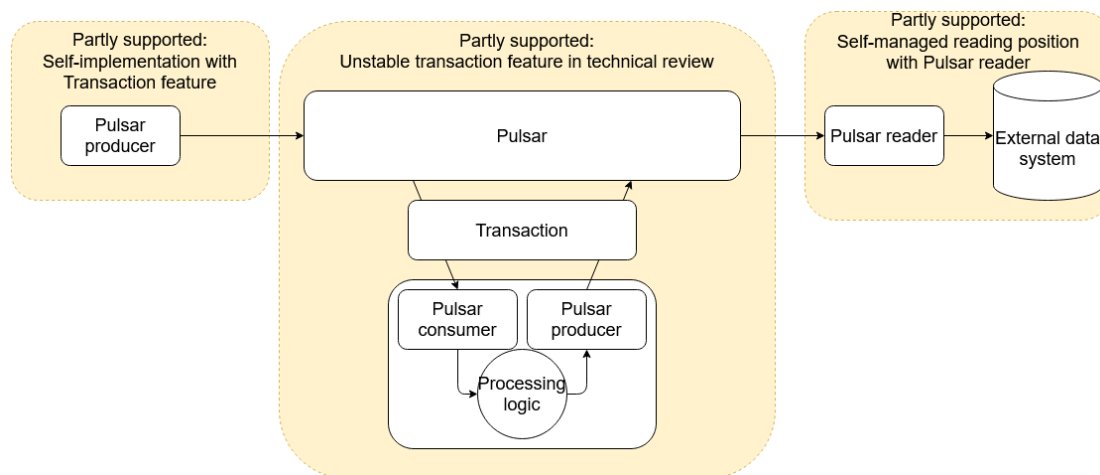 Partly supported:
Self-implementation with
Transaction feature
Pulsar
producer
Partly supported:
Unstable transaction feature in technical review
Pulsar
Transaction
Pulsar
consumer
Pulsar
producer
Processing
logic
Partly supported:
Self-managed reading position
with Pulsar reader
Pulsar reader
External data
system